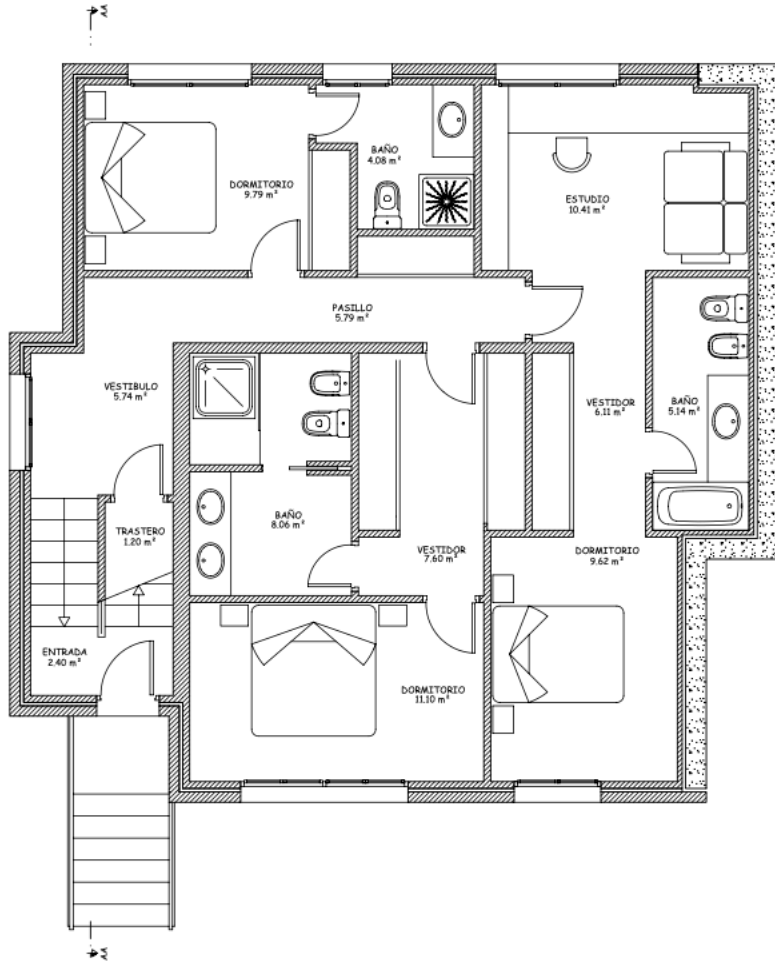 BAÑO
4.08 m²
DORMITORIO
9.79 m²
ESTUDIO
10.41 m²
PASILLO
5.79 m²
VESTIBULO
5.74 m²
VESTIDOR
6.11 m²
BAÑO
5.14 m²
TRASTERO
1.20 m²
BAÑO
8.06 m²
VESTIDOR
7.60 m²
DORMITORIO
9.62 m²
ENTRADA
2.40 m²
DORMITORIO
11.10 m²